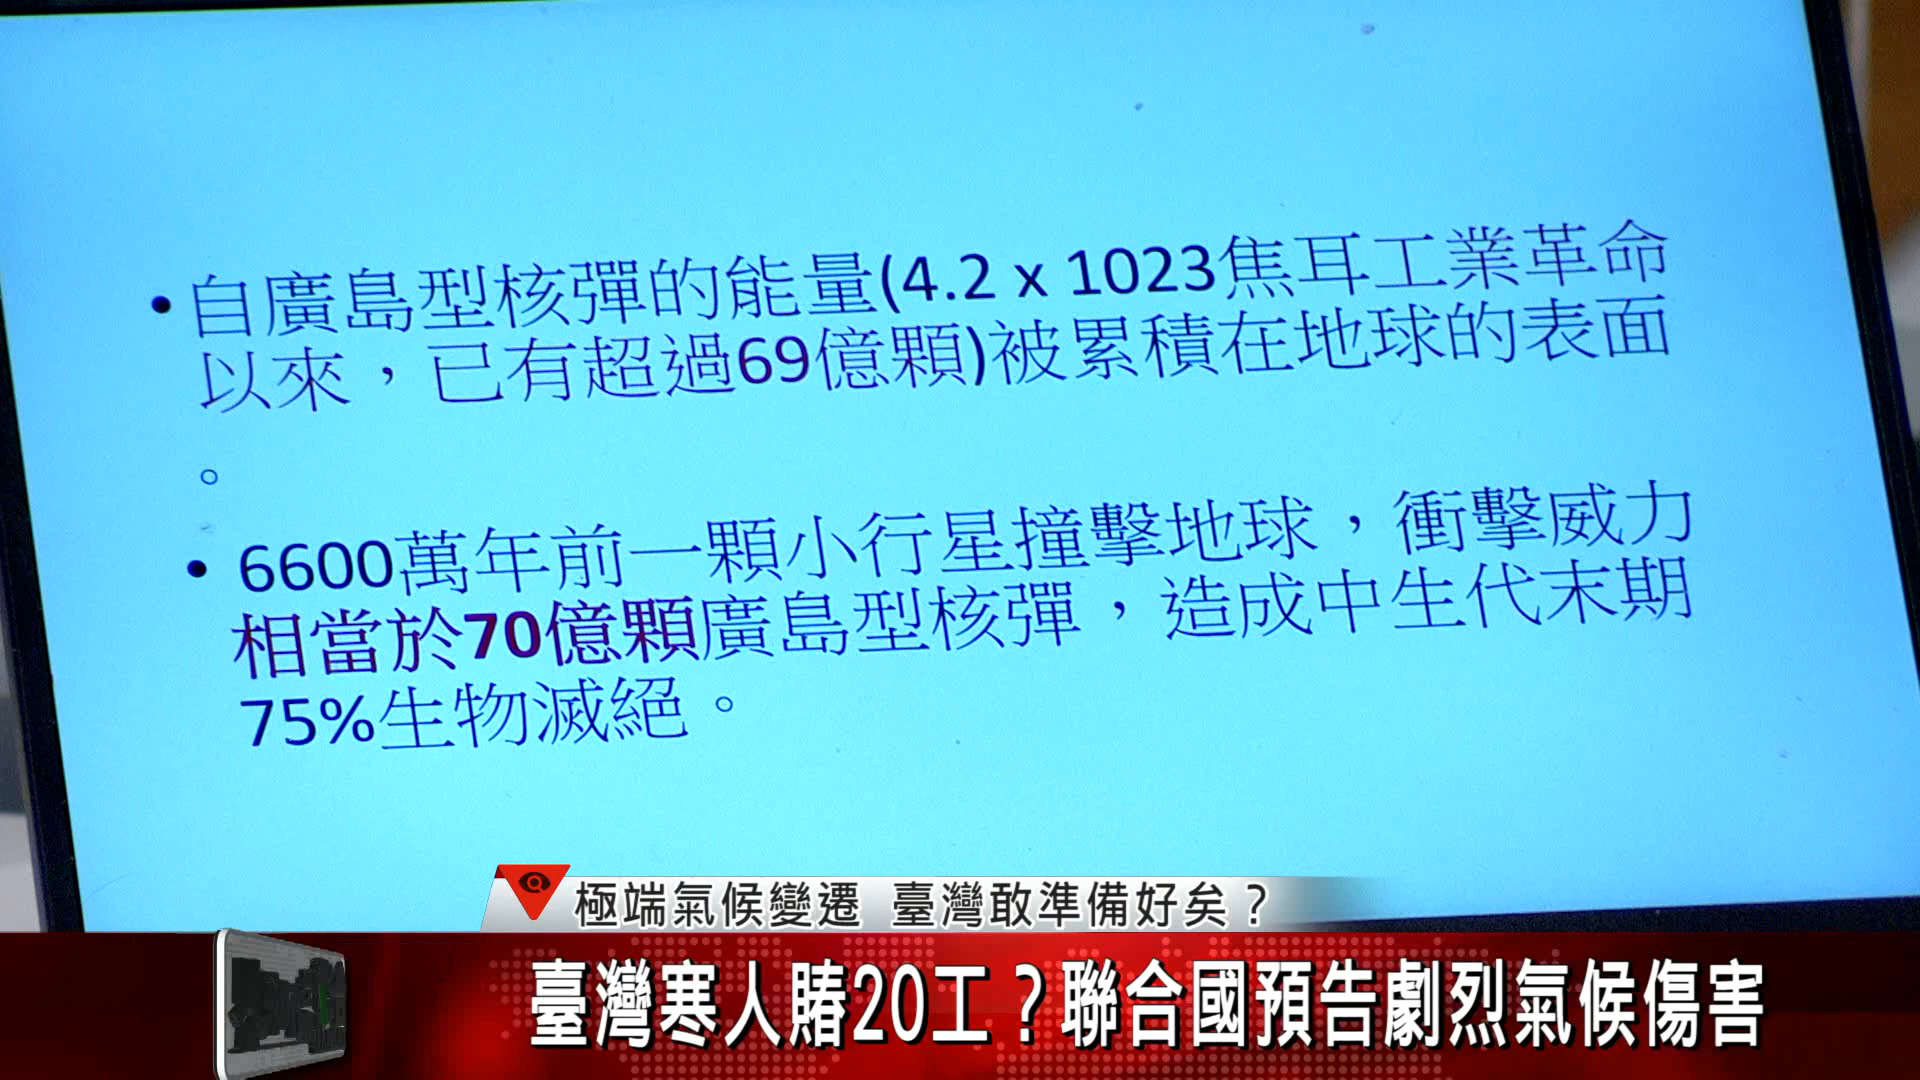 •自廣島型核彈的能量(4.2 x 1023焦耳工業革命
以來，已有超過69億顆)被累積在地球的表面
。
•6600萬年前一顆小行星撞擊地球，衝擊威力
相當於70億顆廣島型核彈，造成中生代末期
75%生物滅絕。
極端氣候變遷 臺灣敢準備好矣？
臺灣寒人賰20工？聯合國預告劇烈氣候傷害